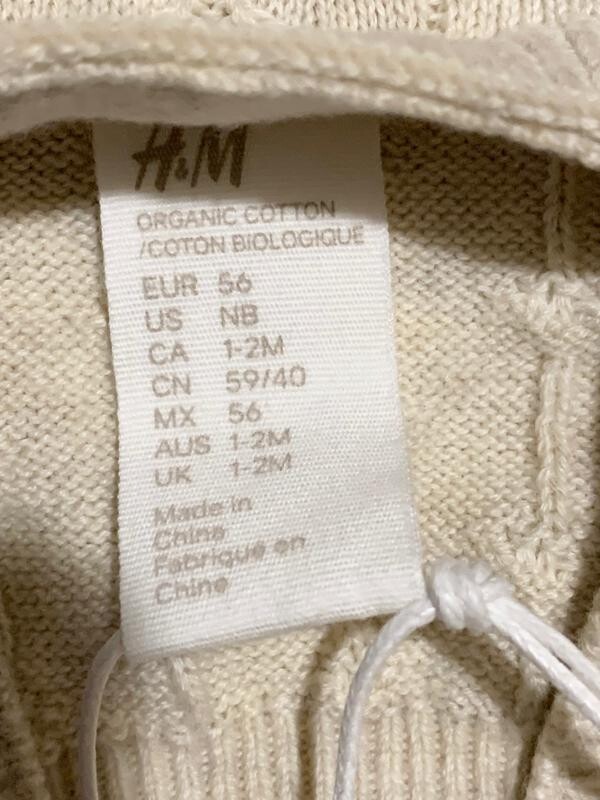 H&M
ORGANIC COTTON
/COTON BIOLOGIQUE
EUR 56
US NB
CA 1-2M
CN 59/40
MX 56
AUS 1-2M
UK 1-2M
Made in
China
Fabriqué en
Chine